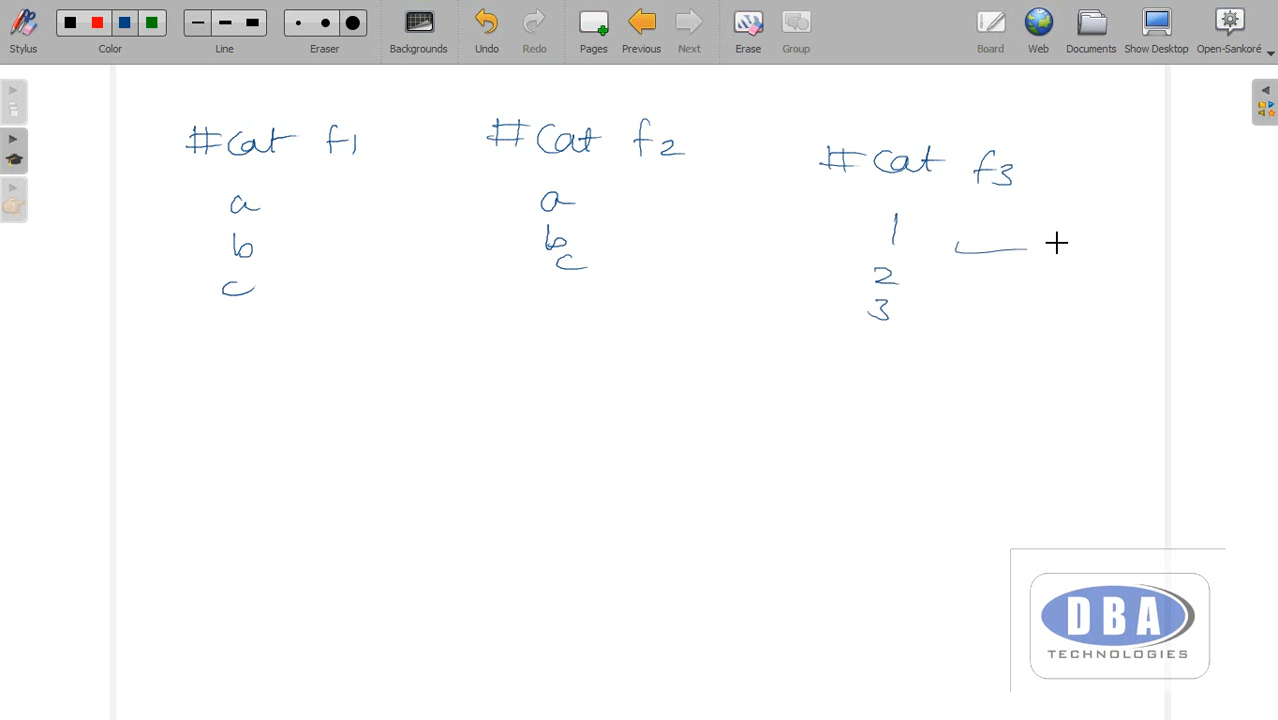 Stylus Color Line Eraser Backgrounds Undo Redo Pages Previous Next Erase Group Board Web Documents Show Desktop Open-Sankoré
#cat f1
a
b
c
#cat f2
a
b
c
#cat f3
1
2
3
DBA
TECHNOLOGIES